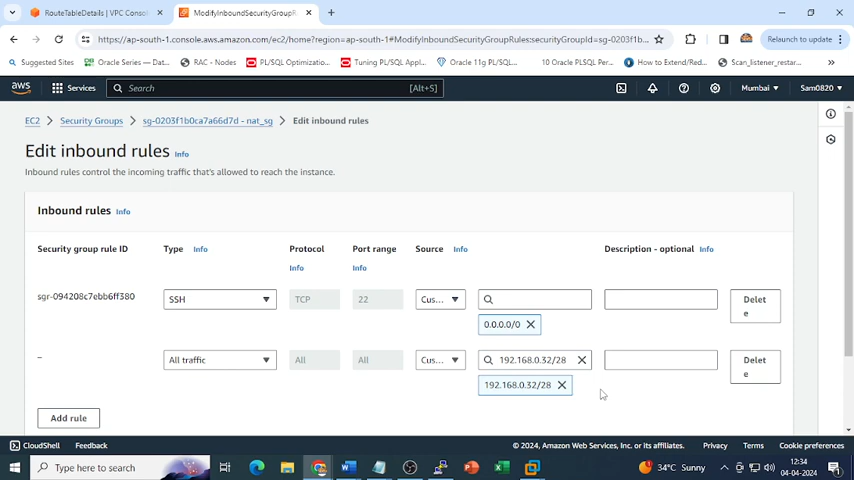 RouteTableDetails | VPC Consol
ModifyInboundSecurityGroupR
https://ap-south-1.console.aws.amazon.com/ec2/home?region=ap-south-1#ModifyInboundSecurityGroupRules:securityGroupId=sg-0203f1b...
Relaunch to update
Suggested Sites
Oracle Series — Dat...
RAC - Nodes
PL/SQL Optimizatio...
Tuning PL/SQL Appl...
Oracle 11g PL/SQL...
10 Oracle PLSQL Per...
How to Extend/Red...
Scan_listener_restar...
»
aws
Services
Search
[Alt+S]
Mumbai
Sam0820
EC2 > Security Groups > sg-0203f1b0ca7a66d7d - nat_sg > Edit inbound rules
Edit inbound rules Info
Inbound rules control the incoming traffic that's allowed to reach the instance.
Inbound rules Info
Security group rule ID Type Info Protocol Port range Source Info Description - optional Info
Info Info
sgr-094208c7ebb6ff380 SSH TCP 22 Cus... Delet
e
0.0.0.0/0
– All traffic All All Cus... 192.168.0.32/28 Delet
e
192.168.0.32/28
Add rule
CloudShell Feedback © 2024, Amazon Web Services, Inc. or its affiliates. Privacy Terms Cookie preferences
Type here to search
34°C Sunny
12:34
04-04-2024